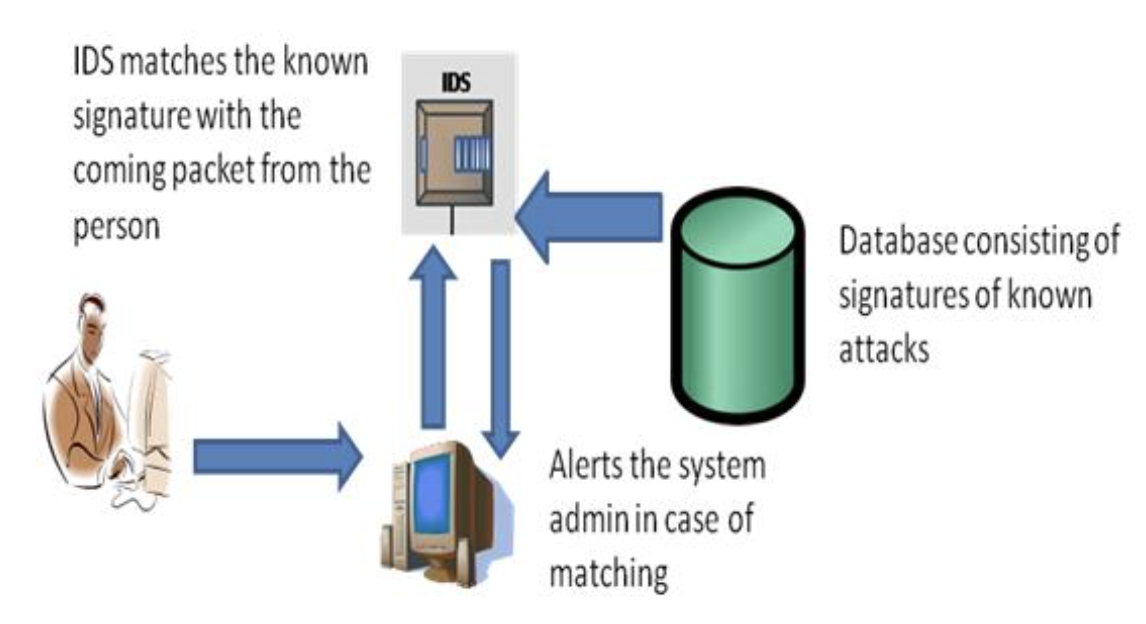 IDS matches the known
signature with the
coming packet from the
person
IDS
Database consisting of
signatures of known
attacks
Alerts the system
admin in case of
matching